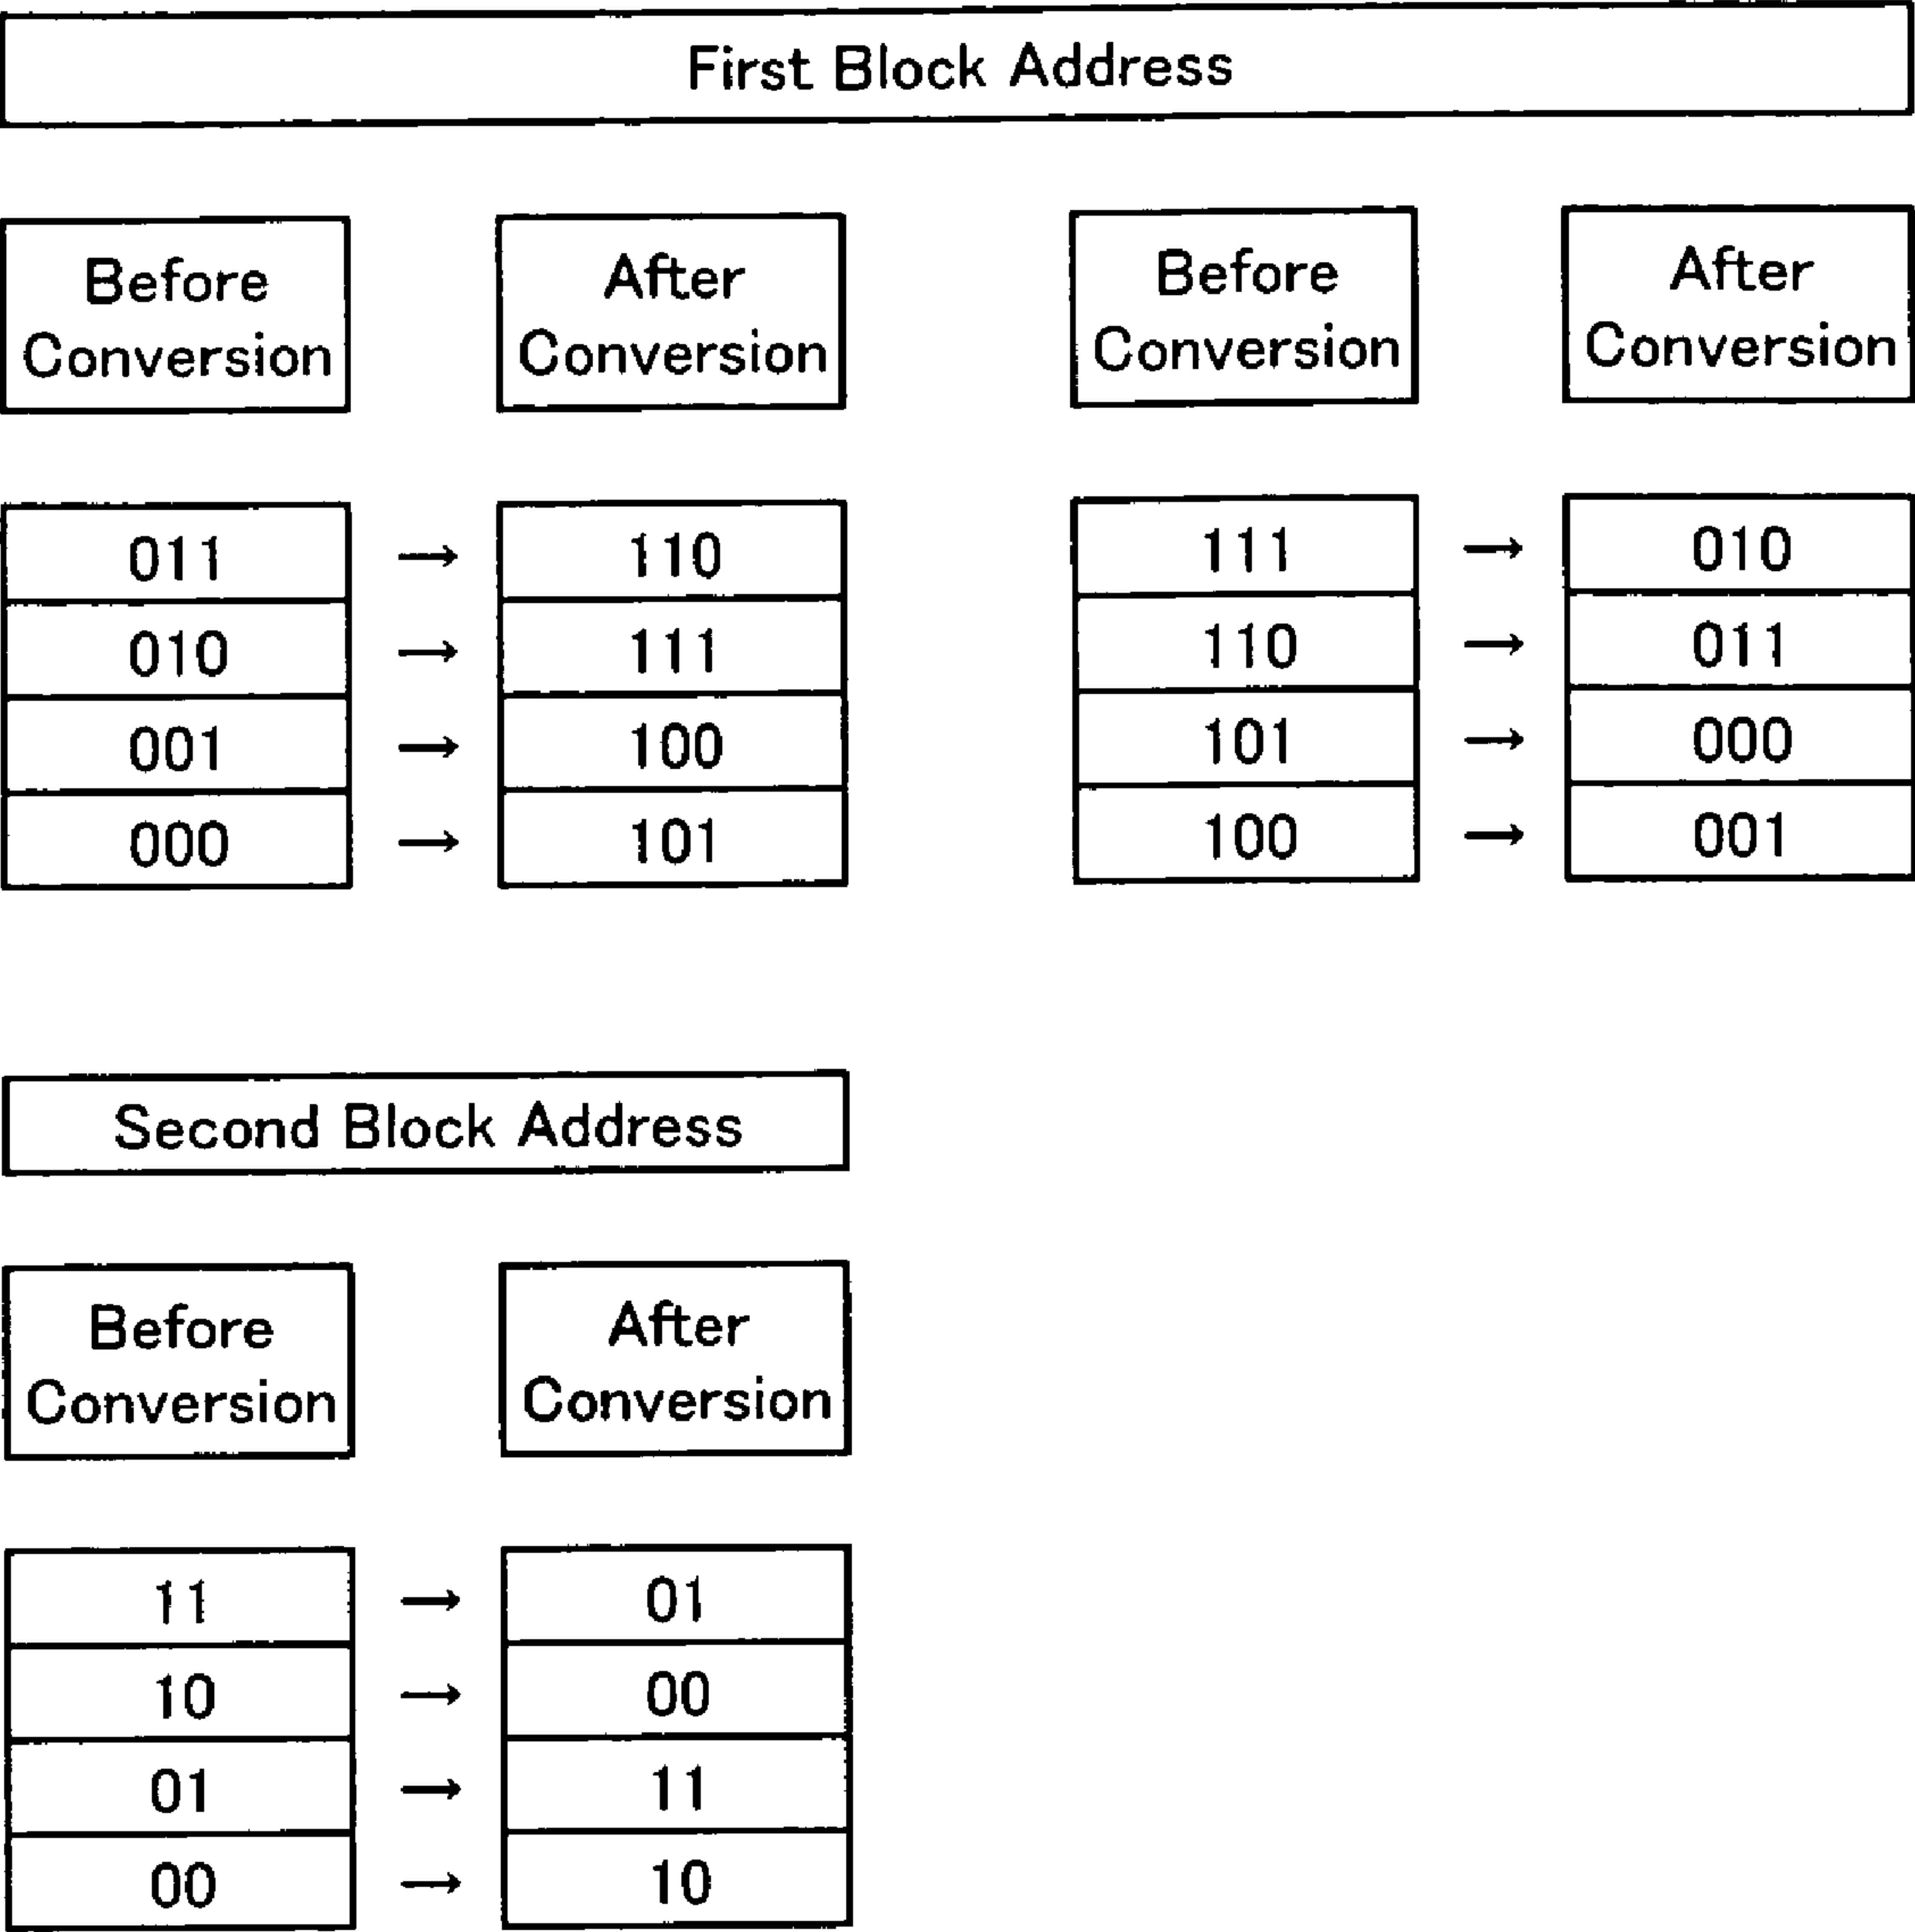 First Block Address
Before Conversion After Conversion Before Conversion After Conversion
011 → 110 111 → 010
010 → 111 110 → 011
001 → 100 101 → 000
000 → 101 100 → 001
Second Block Address
Before Conversion After Conversion
11 → 01
10 → 00
01 → 11
00 → 10